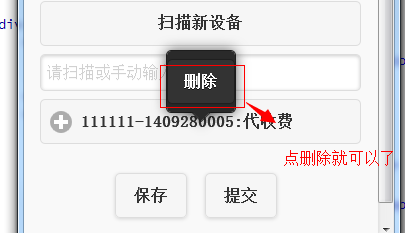 div
扫描新设备
请扫描或手动输
删除
111111-1409280005:代收费
点删除就可以了
保存
提交